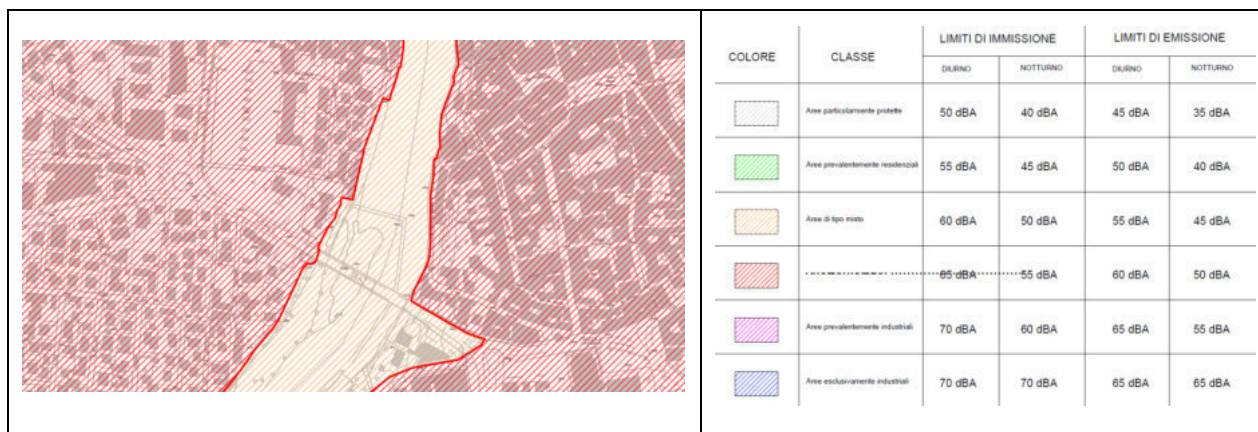 LIMITI DI IMMISSIONE LIMITI DI EMISSIONE
COLORE CLASSE
DIURNO NOTTURNO DIURNO NOTTURNO
Aree particolarmente protette 50 dBA 40 dBA 45 dBA 35 dBA
Aree prevalentemente residenziali 55 dBA 45 dBA 50 dBA 40 dBA
Aree di tipo misto 60 dBA 50 dBA 55 dBA 45 dBA
65 dBA 55 dBA 60 dBA 50 dBA
Aree prevalentemente industriali 70 dBA 60 dBA 65 dBA 55 dBA
Aree esclusivamente industriali 70 dBA 70 dBA 65 dBA 65 dBA